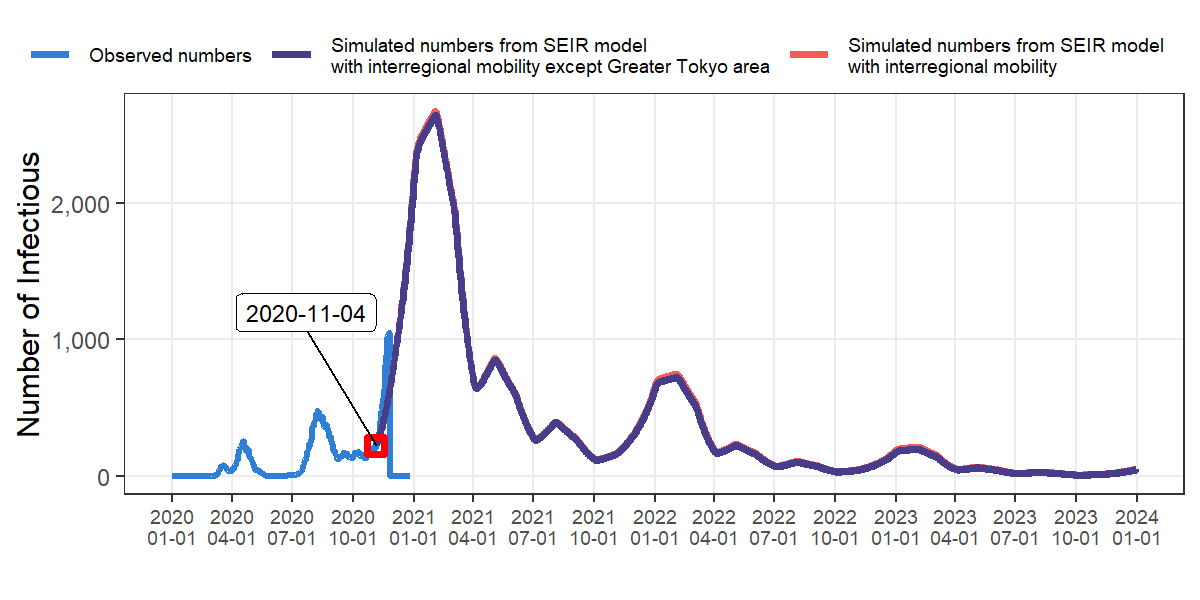 Observed numbers
Simulated numbers from SEIR model
with interregional mobility except Greater Tokyo area
Simulated numbers from SEIR model
with interregional mobility
Number of Infectious
2,000
1,000
0
2020-11-04
2020 2020 2020 2020 2021 2021 2021 2021 2022 2022 2022 2022 2023 2023 2023 2023 2024
01-01 04-01 07-01 10-01 01-01 04-01 07-01 10-01 01-01 04-01 07-01 10-01 01-01 04-01 07-01 10-01 01-01